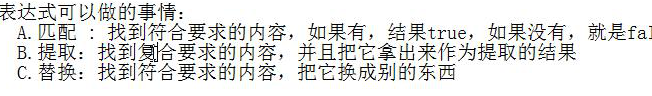 表达式可以做的事情：
A.匹配 : 找到符合要求的内容，如果有，结果true，如果没有，就是fal
B.提取：找到复合要求的内容，并且把它拿出来作为提取的结果
C.替换：找到符合要求的内容，把它换成别的东西